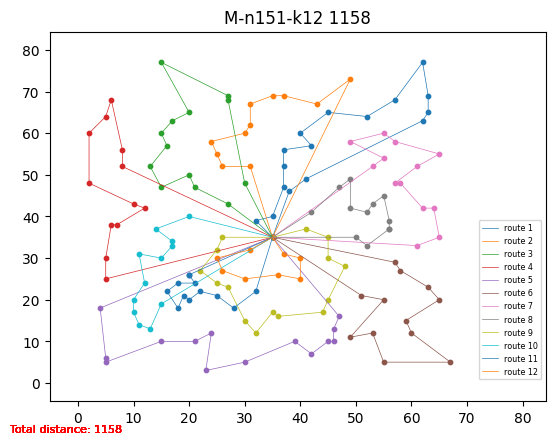 M-n151-k12 1158
80
70
60
50
40
30
20
10
0
0 10 20 30 40 50 60 70 80
route 1
route 2
route 3
route 4
route 5
route 6
route 7
route 8
route 9
route 10
route 11
route 12
Total distance: 1158